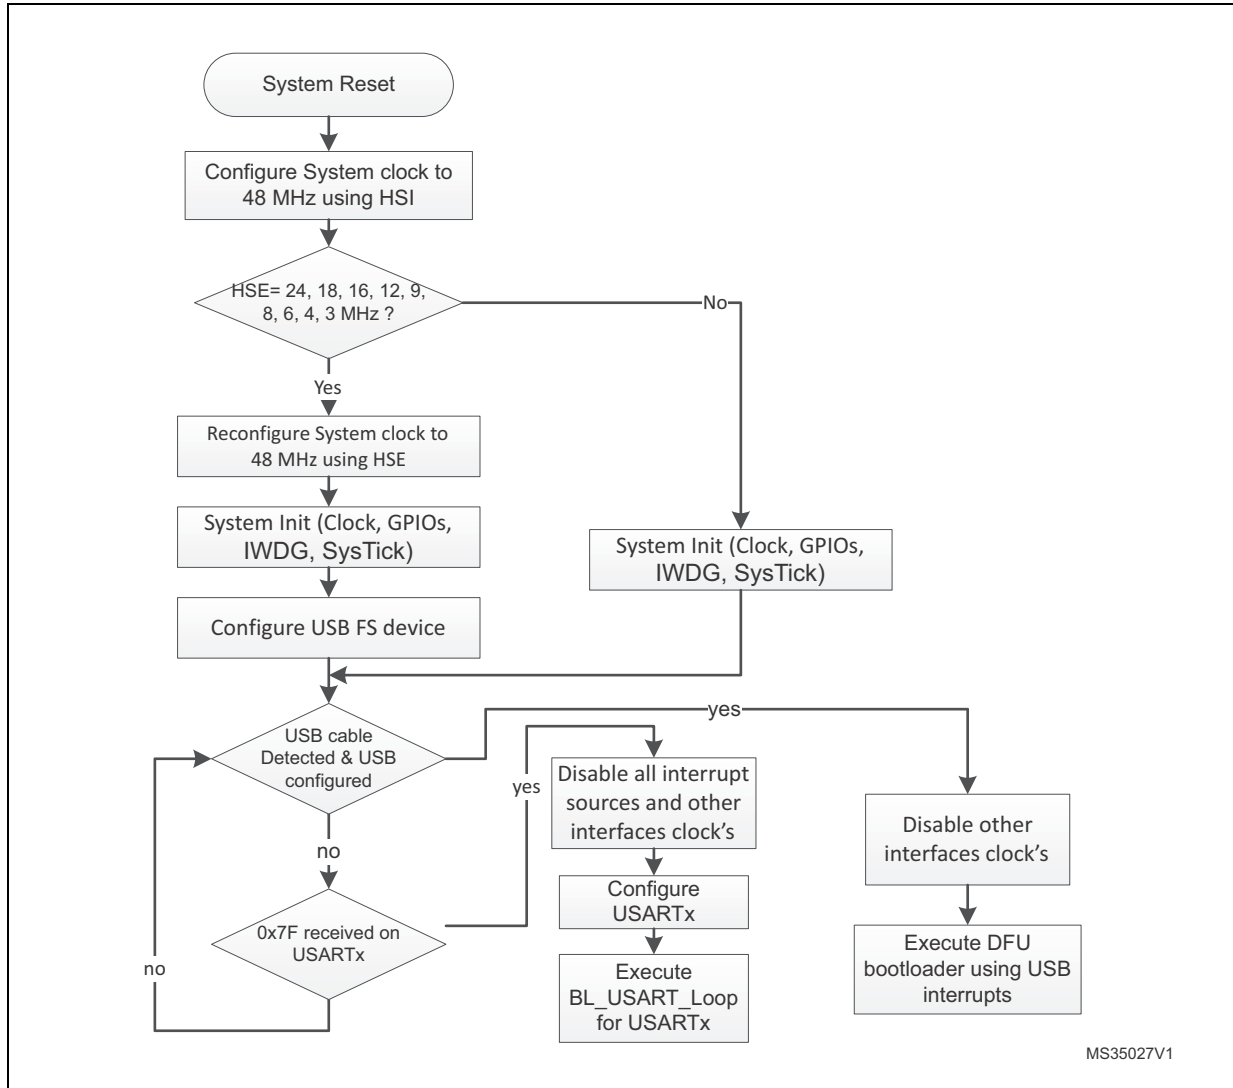 System Reset
Configure System clock to
48 MHz using HSI
HSE= 24, 18, 16, 12, 9,
8, 6, 4, 3 MHz ?
No
Yes
Reconfigure System clock to
48 MHz using HSE
System Init (Clock, GPIOs,
IWDG, SysTick)
System Init (Clock, GPIOs,
IWDG, SysTick)
Configure USB FS device
USB cable
Detected & USB
configured
yes
yes
Disable all interrupt
sources and other
interfaces clock's
Disable other
interfaces clock's
no
Configure
USARTx
0x7F received on
USARTx
no
Execute
BL_USART_Loop
for USARTx
Execute DFU
bootloader using USB
interrupts
MS35027V1